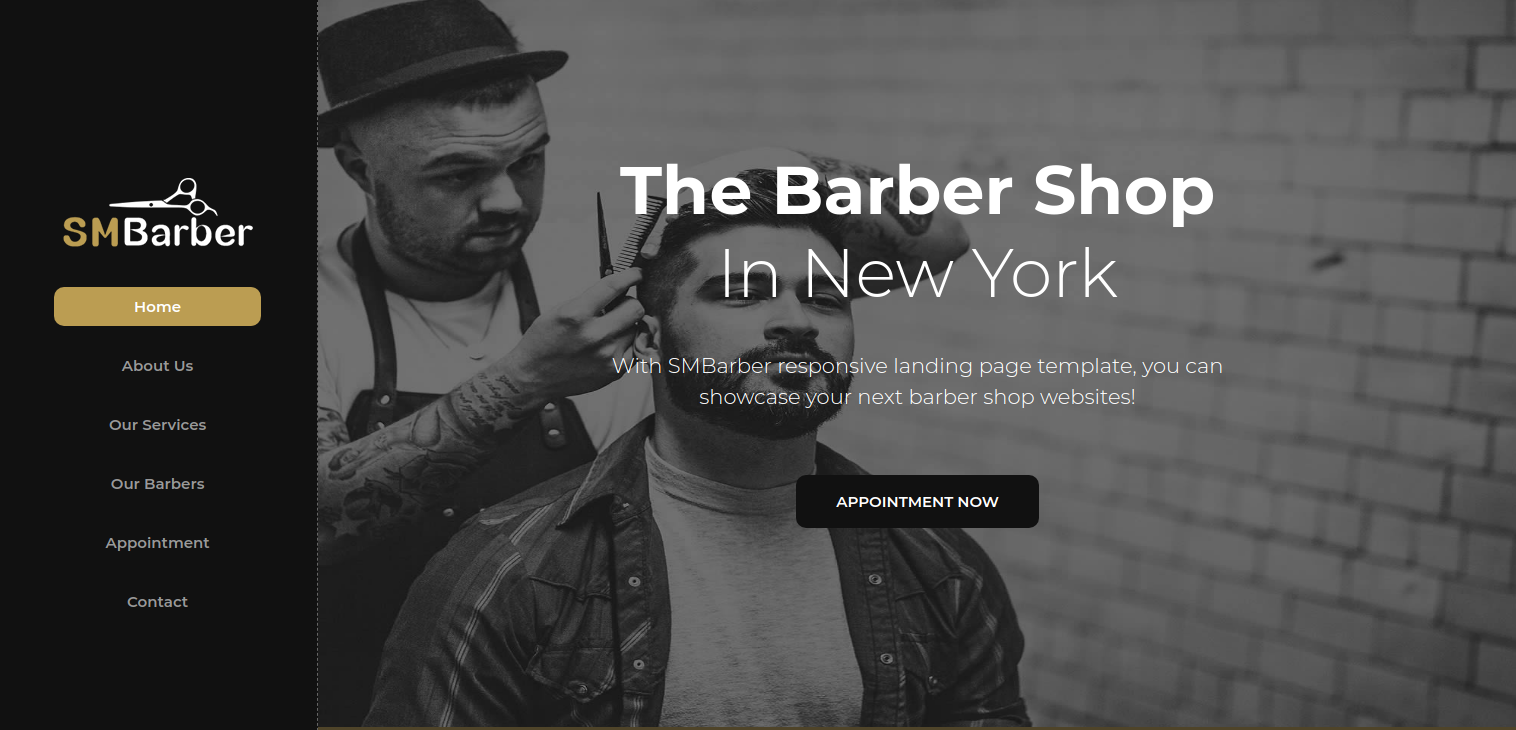 SMBarber
Home
About Us
Our Services
Our Barbers
Appointment
Contact
The Barber Shop
In New York
With SMBarber responsive landing page template, you can
showcase your next barber shop websites!
APPOINTMENT NOW